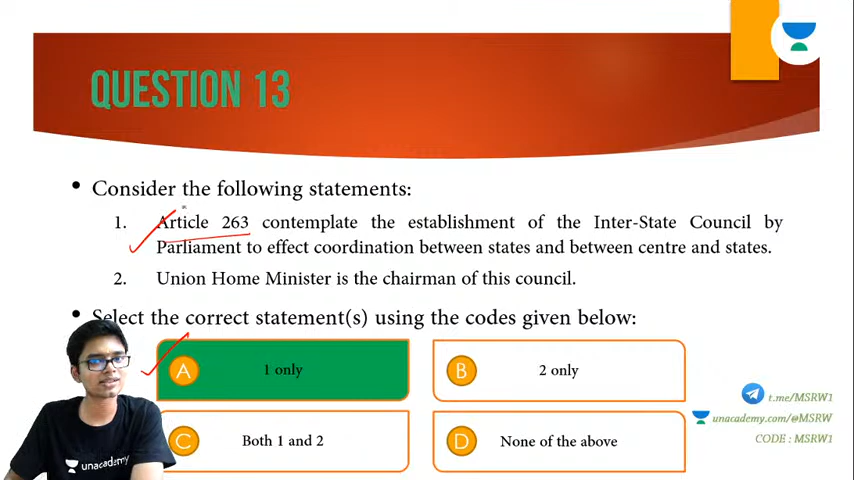 QUESTION 13
• Consider the following statements:
1. Article 263 contemplate the establishment of the Inter-State Council by
Parliament to effect coordination between states and between centre and states.
2. Union Home Minister is the chairman of this council.
• Select the correct statement(s) using the codes given below:
A 1 only
B 2 only
C Both 1 and 2
D None of the above
t.me/MSRW1
unacademy.com/@MSRW
CODE : MSRW1
unacademy